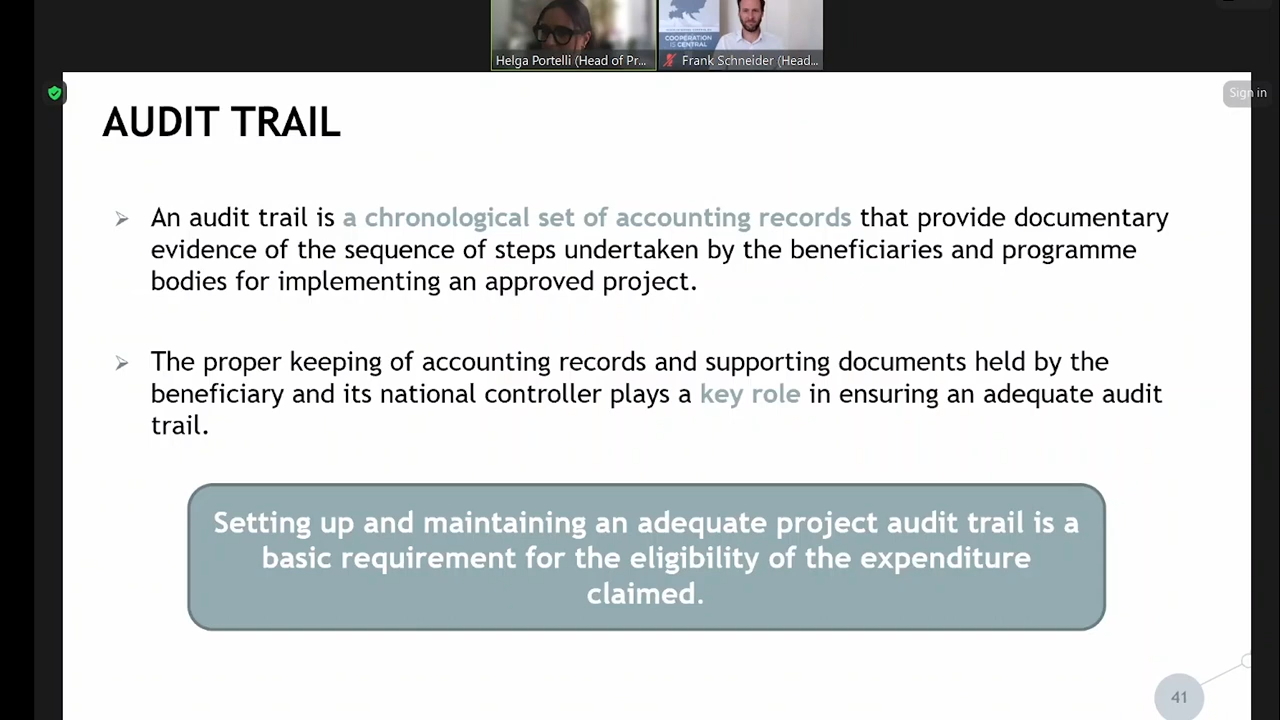 COOPERATION
IS CENTRAL
Helga Portelli (Head of Pr...
Frank Schneider (Head...
Sign in
AUDIT TRAIL
An audit trail is a chronological set of accounting records that provide documentary
evidence of the sequence of steps undertaken by the beneficiaries and programme
bodies for implementing an approved project.
The proper keeping of accounting records and supporting documents held by the
beneficiary and its national controller plays a key role in ensuring an adequate audit
trail.
Setting up and maintaining an adequate project audit trail is a
basic requirement for the eligibility of the expenditure
claimed.
41